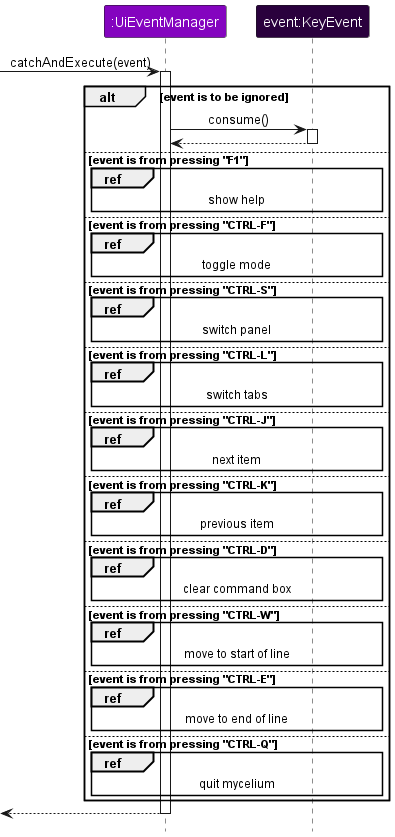 :UiEventManager event:KeyEvent
catchAndExecute(event)
alt [event is to be ignored]
consume()
[event is from pressing "F1"]
ref
show help
[event is from pressing "CTRL-F"]
ref
toggle mode
[event is from pressing "CTRL-S"]
ref
switch panel
[event is from pressing "CTRL-L"]
ref
switch tabs
[event is from pressing "CTRL-J"]
ref
next item
[event is from pressing "CTRL-K"]
ref
previous item
[event is from pressing "CTRL-D"]
ref
clear command box
[event is from pressing "CTRL-W"]
ref
move to start of line
[event is from pressing "CTRL-E"]
ref
move to end of line
[event is from pressing "CTRL-Q"]
ref
quit mycelium